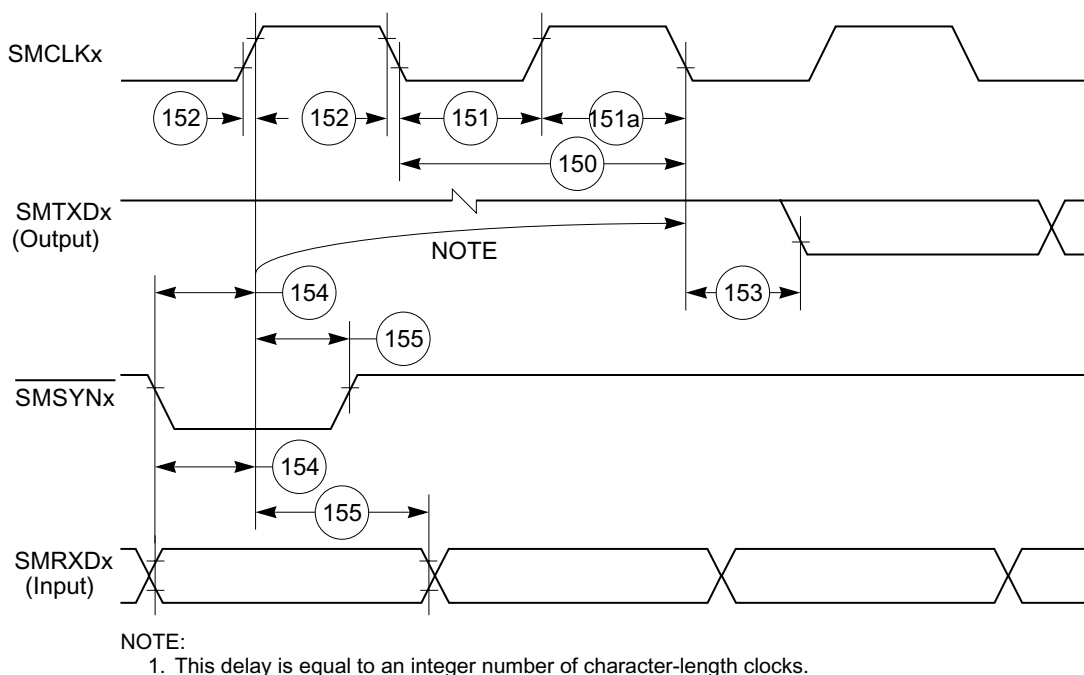 SMCLKx
152
152
151
151a
150
SMTXDx
(Output)
NOTE
154
153
155
SMSYNx
154
155
SMRXDx
(Input)
NOTE:
1. This delay is equal to an integer number of character-length clocks.